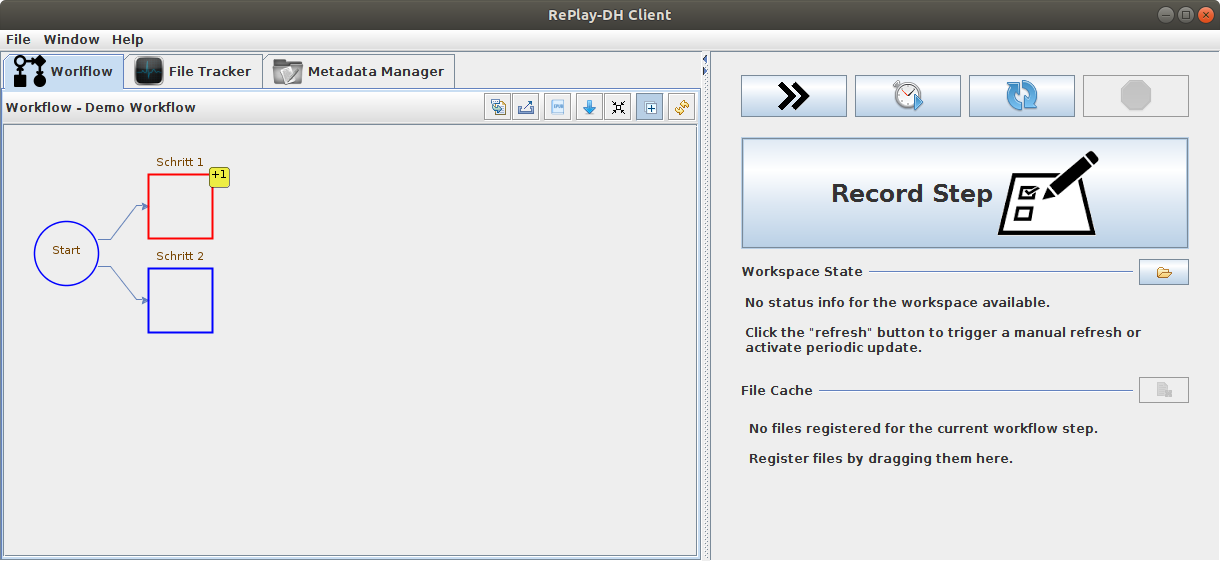 RePlay-DH Client
File Window Help
Worlflow File Tracker Metadata Manager
Workflow - Demo Workflow
Schritt 1
+1
Start
Schritt 2
Record Step
Workspace State
No status info for the workspace available.
Click the "refresh" button to trigger a manual refresh or
activate periodic update.
File Cache
No files registered for the current workflow step.
Register files by dragging them here.